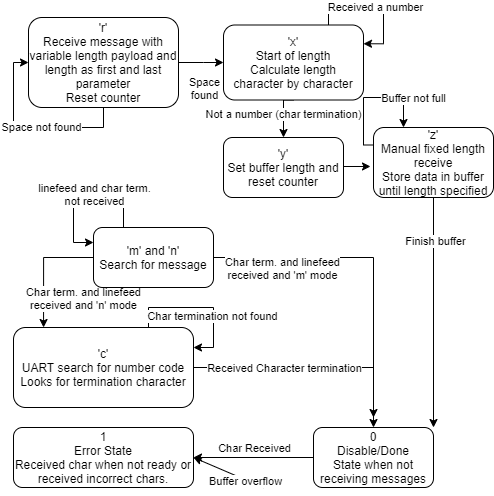 Received a number
'r'
Receive message with
variable length payload and
length as first and last
parameter
Reset counter
'x'
Start of length
Calculate length
character by character
Space
found
Space not found
Not a number (char termination)
Buffer not full
'y'
Set buffer length and
reset counter
'z'
Manual fixed length
receive
Store data in buffer
until length specified
linefeed and char term.
not received
'm' and 'n'
Search for message
Finish buffer
Char term. and linefeed
received and 'm' mode
Char term. and linefeed
received and 'n' mode
Char termination not found
'c'
UART search for number code
Looks for termination character
Received Character termination
1
Error State
Received char when not ready or
received incorrect chars.
Char Received
Buffer overflow
0
Disable/Done
State when not
receiving messages